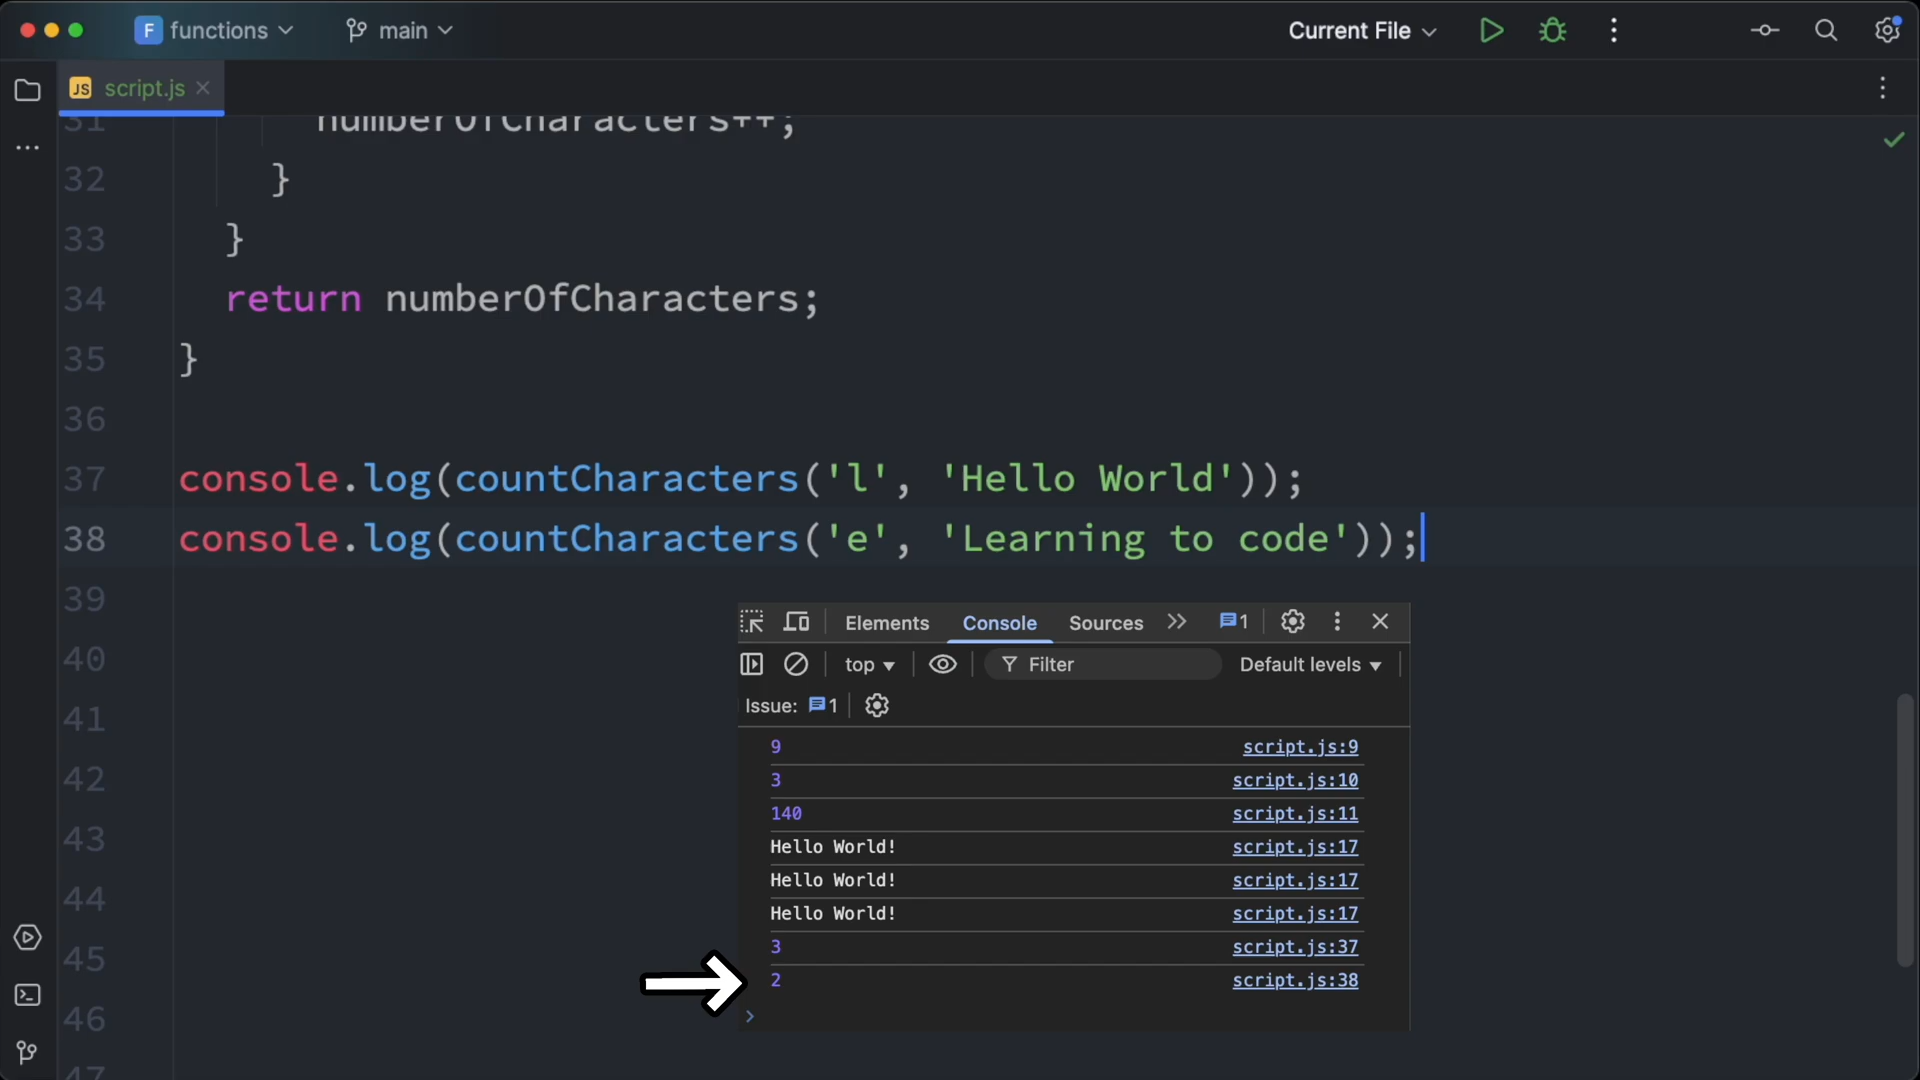 F functions main Current File
JS script.js
31 numberOfCharacters++;
32 }
33 }
34 return numberOfCharacters;
35 }
36
37 console.log(countCharacters('l', 'Hello World'));
38 console.log(countCharacters('e', 'Learning to code'));
39
40
41
42
43
44
45
46
47
Elements Console Sources 1
top Filter Default levels
Issue: 1
9 script.js:9
3 script.js:10
140 script.js:11
Hello World! script.js:17
Hello World! script.js:17
Hello World! script.js:17
3 script.js:37
2 script.js:38